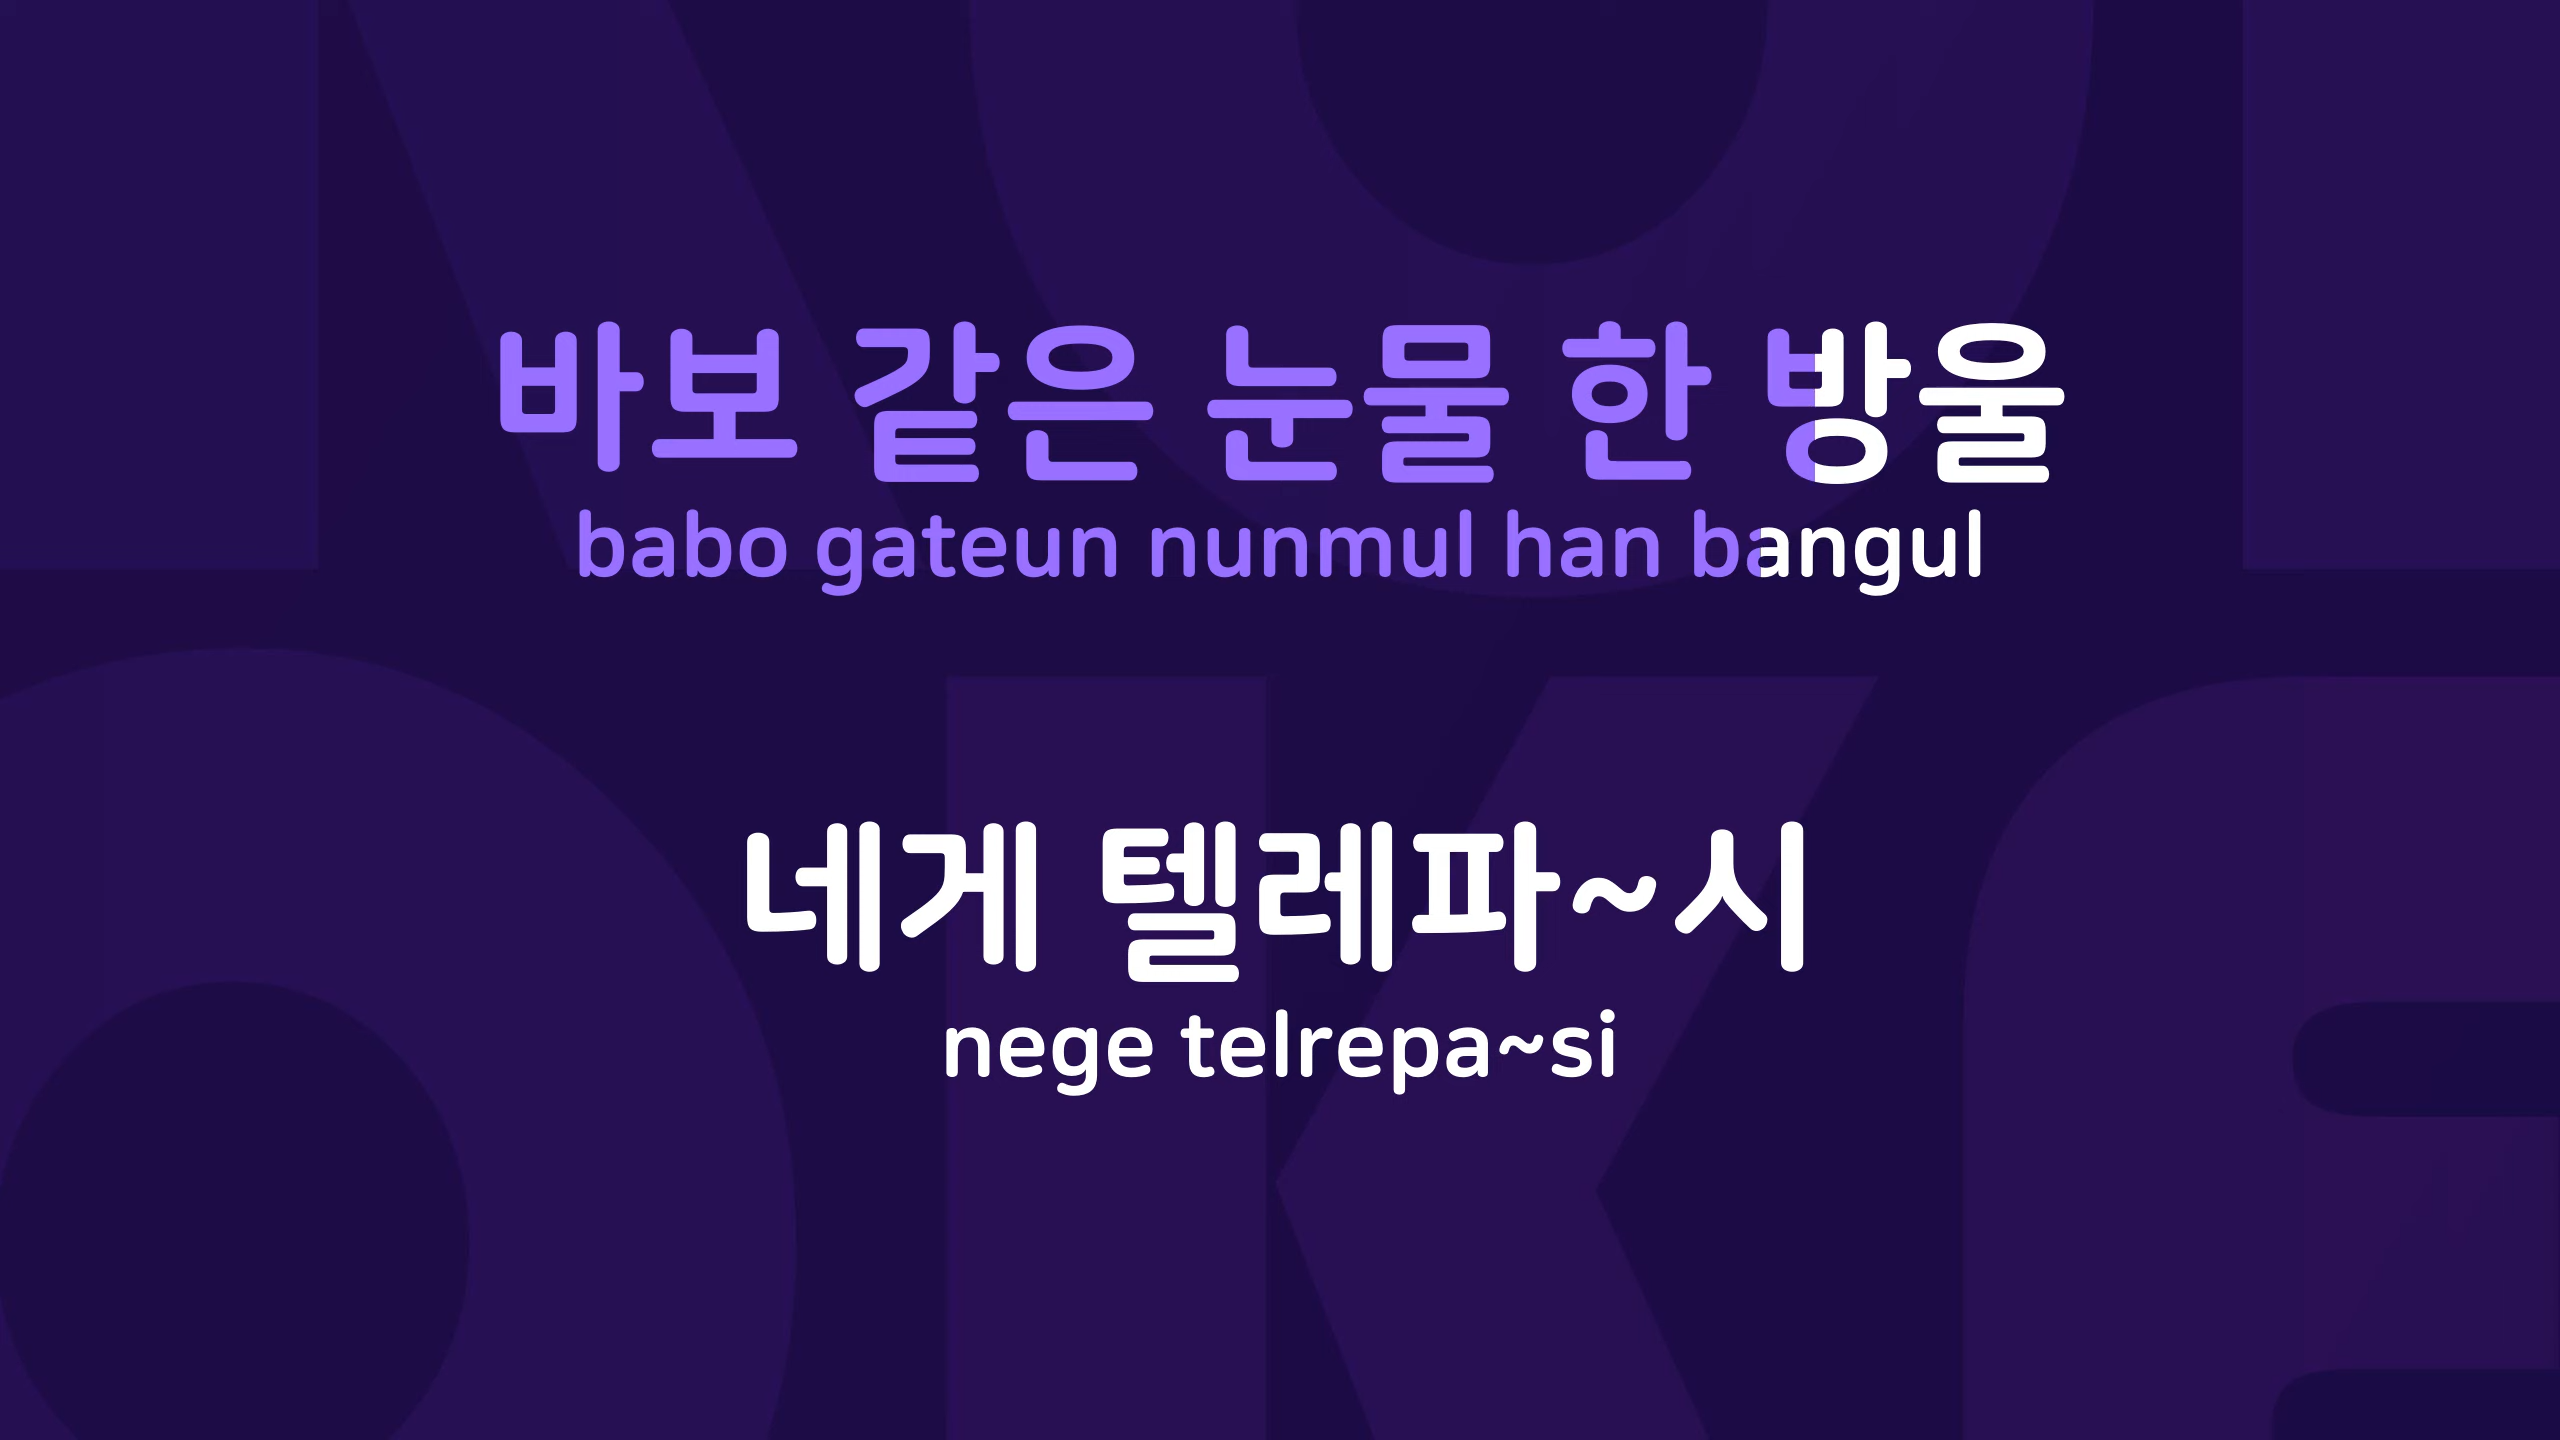 바보 같은 눈물 한 방울
babo gateun nunmul han bangul
네게 텔레파~시
nege telrepa~si